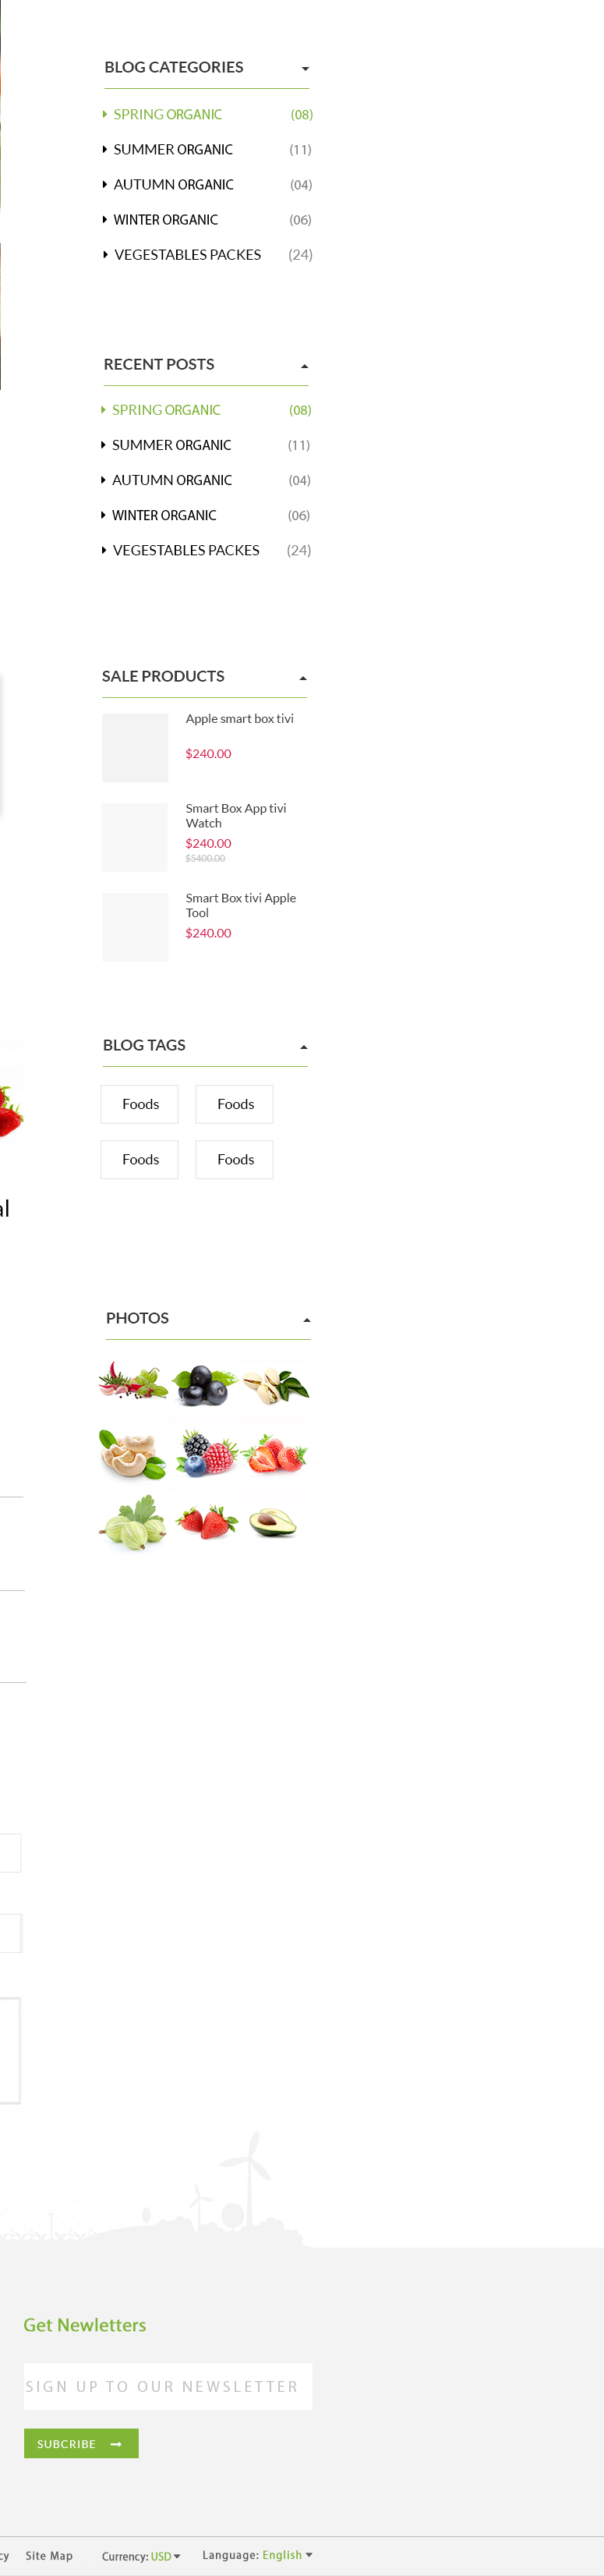 BLOG CATEGORIES
SPRING ORGANIC (08)
SUMMER ORGANIC (11)
AUTUMN ORGANIC (04)
WINTER ORGANIC (06)
VEGESTABLES PACKES (24)
RECENT POSTS
SPRING ORGANIC (08)
SUMMER ORGANIC (11)
AUTUMN ORGANIC (04)
WINTER ORGANIC (06)
VEGESTABLES PACKES (24)
SALE PRODUCTS
Apple smart box tivi
$240.00
Smart Box App tivi
Watch
$240.00
$5400.00
Smart Box tivi Apple
Tool
$240.00
BLOG TAGS
Foods Foods
Foods Foods
al
PHOTOS
Get Newletters
SIGN UP TO OUR NEWSLETTER
SUBCRIBE
cy Site Map Currency: USD Language: English